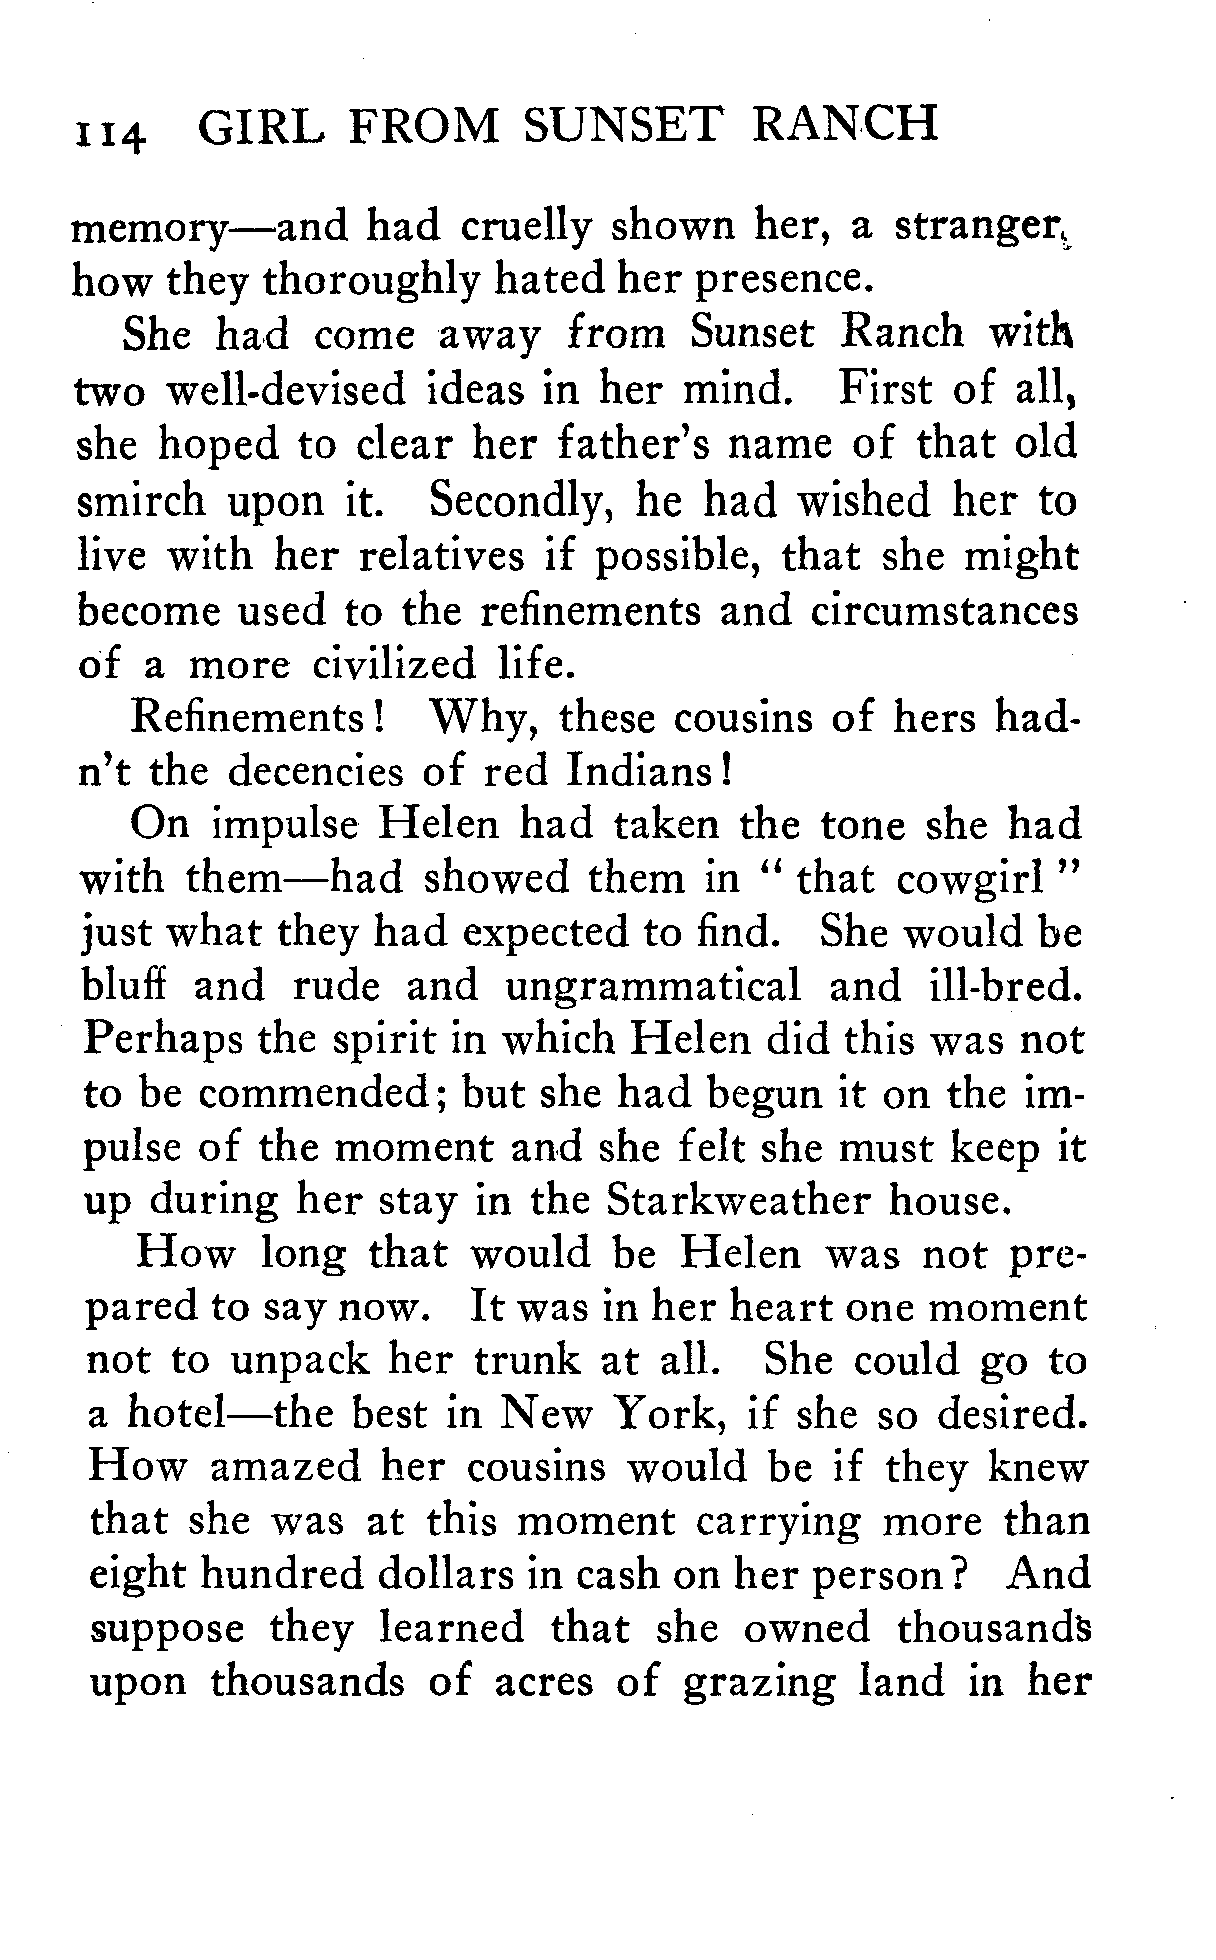 114 GIRL FROM SUNSET RANCH
memory—and had cruelly shown her, a stranger,
how they thoroughly hated her presence.
She had come away from Sunset Ranch with
two well-devised ideas in her mind. First of all,
she hoped to clear her father's name of that old
smirch upon it. Secondly, he had wished her to
live with her relatives if possible, that she might
become used to the refinements and circumstances
of a more civilized life.
Refinements! Why, these cousins of hers had-
n't the decencies of red Indians!
On impulse Helen had taken the tone she had
with them—had showed them in " that cowgirl "
just what they had expected to find. She would be
bluff and rude and ungrammatical and ill-bred.
Perhaps the spirit in which Helen did this was not
to be commended; but she had begun it on the im-
pulse of the moment and she felt she must keep it
up during her stay in the Starkweather house.
How long that would be Helen was not pre-
pared to say now. It was in her heart one moment
not to unpack her trunk at all. She could go to
a hotel—the best in New York, if she so desired.
How amazed her cousins would be if they knew
that she was at this moment carrying more than
eight hundred dollars in cash on her person? And
suppose they learned that she owned thousands
upon thousands of acres of grazing land in her